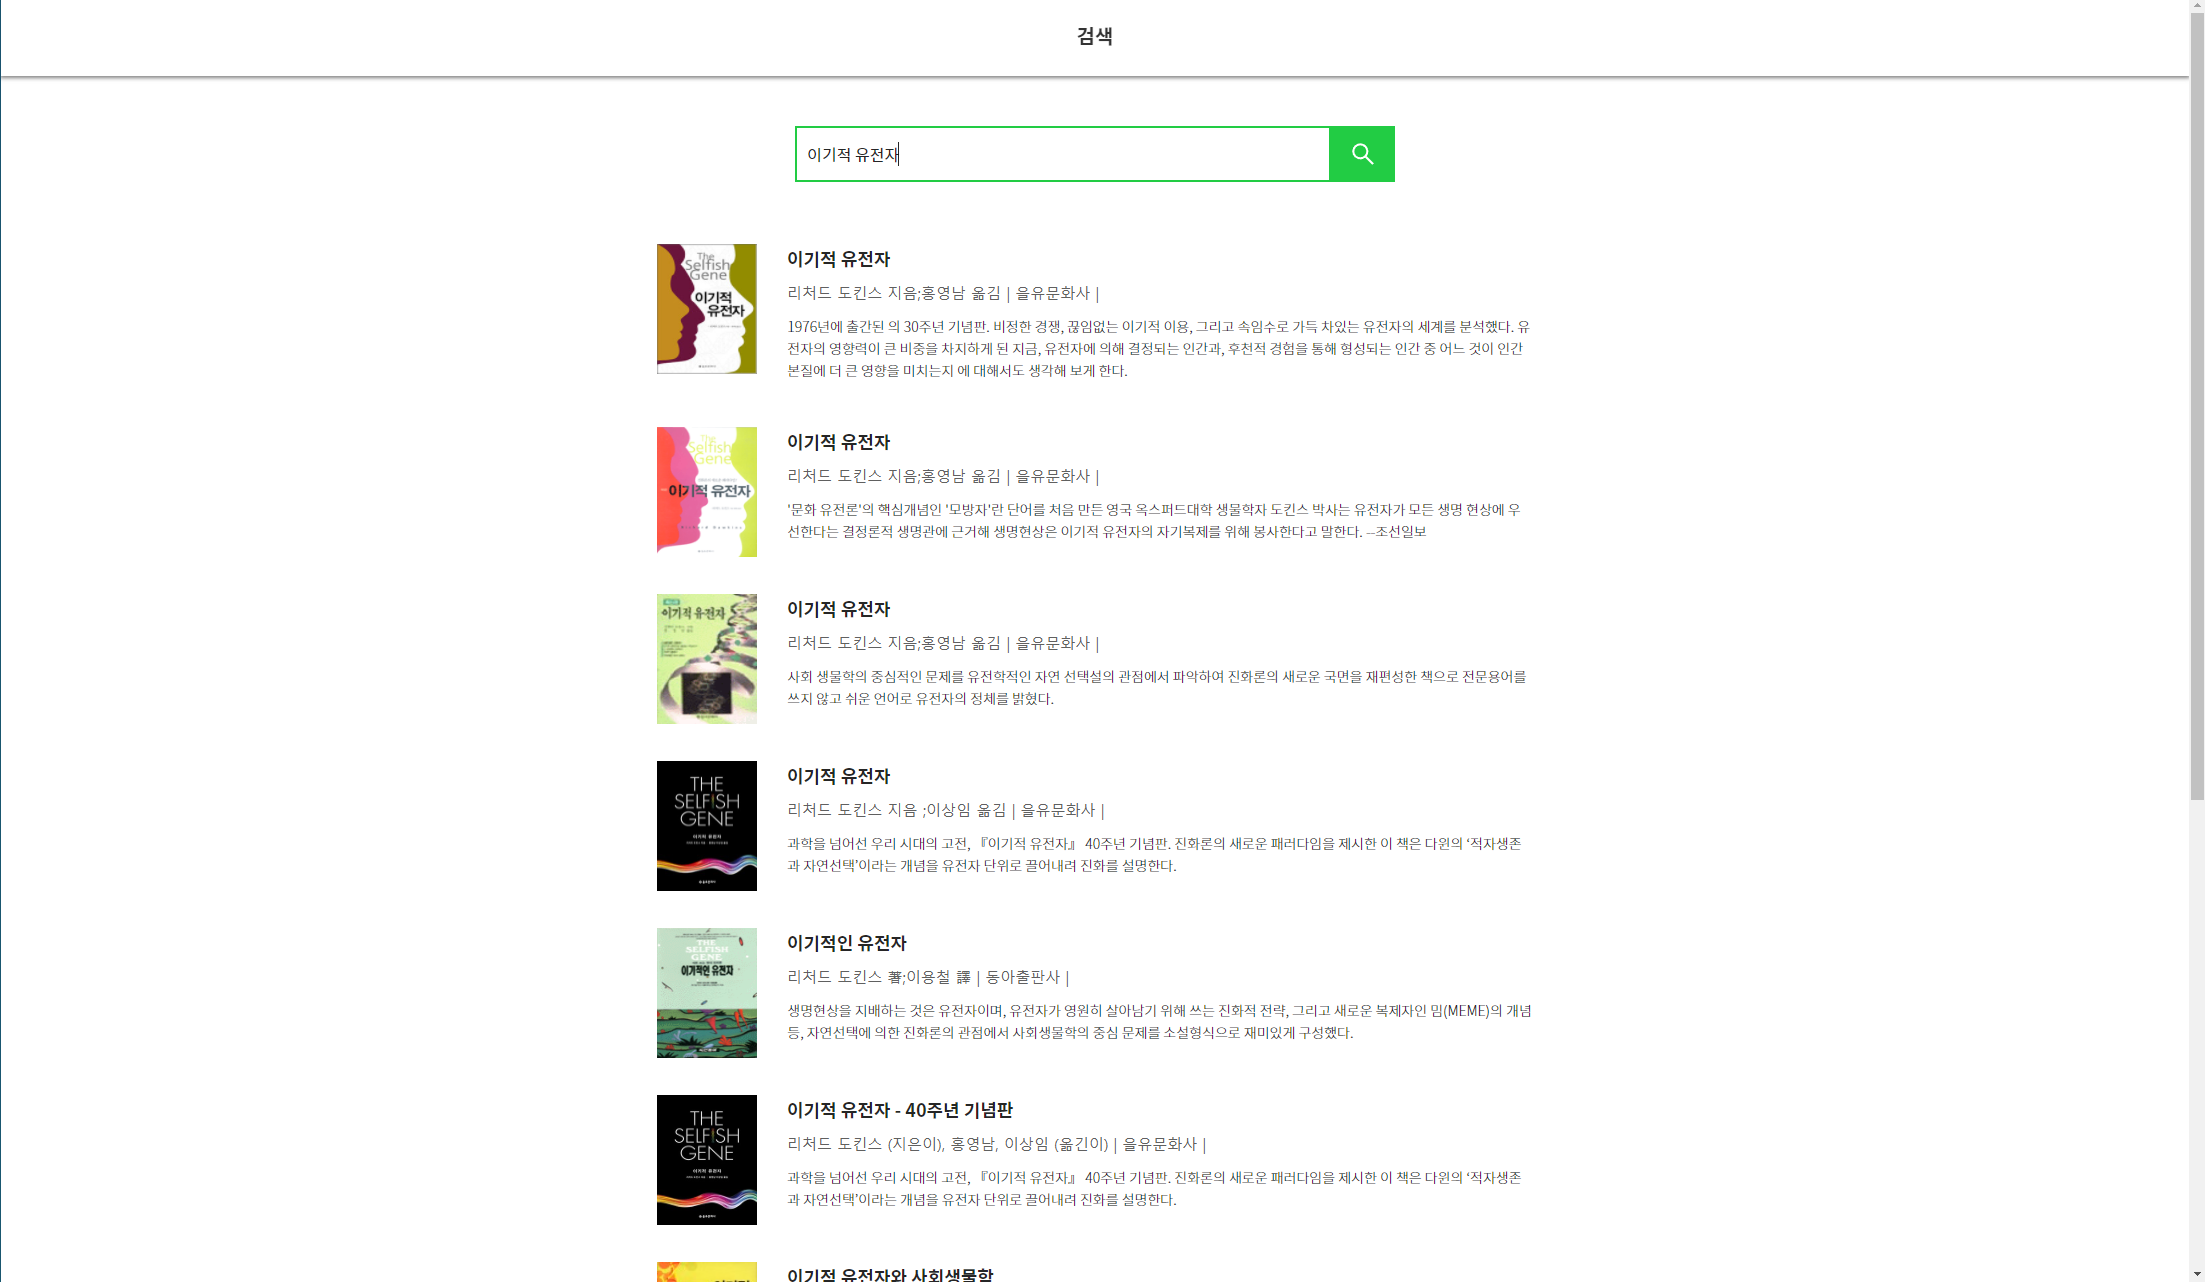 검색
이기적 유전자
The
Selfish
Gene
이기적
유전자
이기적 유전자
리처드 도킨스 지음;홍영남 옮김 | 을유문화사 |
1976년에 출간된 의 30주년 기념판. 비정한 경쟁, 끊임없는 이기적 이용, 그리고 속임수로 가득 차있는 유전자의 세계를 분석했다. 유
전자의 영향력이 큰 비중을 차지하게 된 지금, 유전자에 의해 결정되는 인간과, 후천적 경험을 통해 형성되는 인간 중 어느 것이 인간
본질에 더 큰 영향을 미치는지 에 대해서도 생각해 보게 한다.
The
Selfish
Gene
이기적 유전자
이기적 유전자
리처드 도킨스 지음;홍영남 옮김 | 을유문화사 |
'문화 유전론'의 핵심개념인 '모방자'란 단어를 처음 만든 영국 옥스퍼드대학 생물학자 도킨스 박사는 유전자가 모든 생명 현상에 우
선한다는 결정론적 생명관에 근거해 생명현상은 이기적 유전자의 자기복제를 위해 봉사한다고 말한다. --조선일보
이기적 유전자
이기적 유전자
리처드 도킨스 지음;홍영남 옮김 | 을유문화사 |
사회 생물학의 중심적인 문제를 유전학적인 자연 선택설의 관점에서 파악하여 진화론의 새로운 국면을 재편성한 책으로 전문용어를
쓰지 않고 쉬운 언어로 유전자의 정체를 밝혔다.
THE
SELFISH
GENE
이기적 유전자
이기적 유전자
리처드 도킨스 지음 ;이상임 옮김 | 을유문화사 |
과학을 넘어선 우리 시대의 고전, 『이기적 유전자』 40주년 기념판. 진화론의 새로운 패러다임을 제시한 이 책은 다윈의 ‘적자생존
과 자연선택’이라는 개념을 유전자 단위로 끌어내려 진화를 설명한다.
THE
SELFISH
GENE
이기적인 유전자
이기적인 유전자
리처드 도킨스 著;이용철 譯 | 동아출판사 |
생명현상을 지배하는 것은 유전자이며, 유전자가 영원히 살아남기 위해 쓰는 진화적 전략, 그리고 새로운 복제자인 밈(MEME)의 개념
등, 자연선택에 의한 진화론의 관점에서 사회생물학의 중심 문제를 소설형식으로 재미있게 구성했다.
THE
SELFISH
GENE
이기적 유전자
이기적 유전자 - 40주년 기념판
리처드 도킨스 (지은이), 홍영남, 이상임 (옮긴이) | 을유문화사 |
과학을 넘어선 우리 시대의 고전, 『이기적 유전자』 40주년 기념판. 진화론의 새로운 패러다임을 제시한 이 책은 다윈의 ‘적자생존
과 자연선택’이라는 개념을 유전자 단위로 끌어내려 진화를 설명한다.
이기적 유전자와 사회생물학